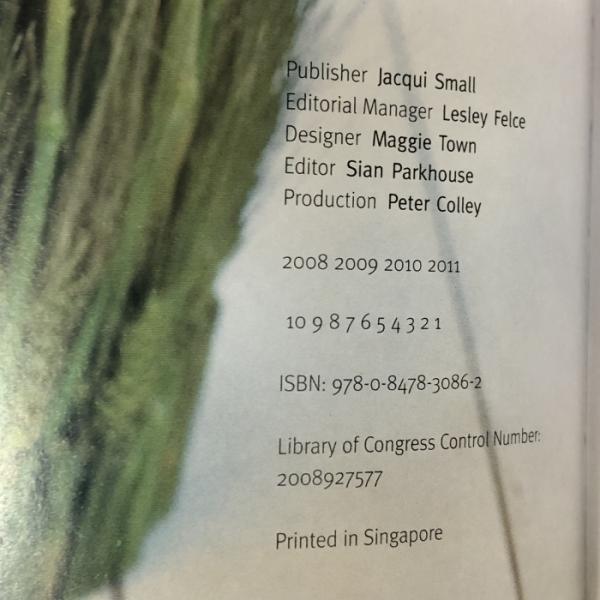 Publisher Jacqui Small
Editorial Manager Lesley Felce
Designer Maggie Town
Editor Sian Parkhouse
Production Peter Colley
2008 2009 2010 2011
10 9 8 7 6 5 4 3 2 1
ISBN: 978-0-8478-3086-2
Library of Congress Control Number:
2008927577
Printed in Singapore